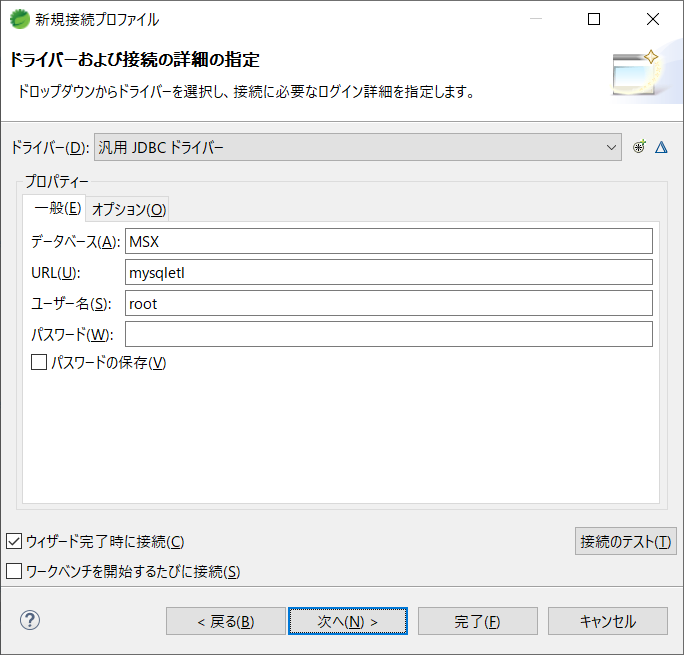 新規接続プロファイル
ドライバーおよび接続の詳細の指定
ドロップダウンからドライバーを選択し、接続に必要なログイン詳細を指定します。
ドライバー(D): 汎用 JDBC ドライバー
プロパティー
一般(E) オプション(O)
データベース(A): MSX
URL(U): mysqletl
ユーザー名(S): root
パスワード(W):
パスワードの保存(V)
ウィザード完了時に接続(C) 接続のテスト(T)
ワークベンチを開始するたびに接続(S)
? < 戻る(B) 次へ(N) > 完了(F) キャンセル